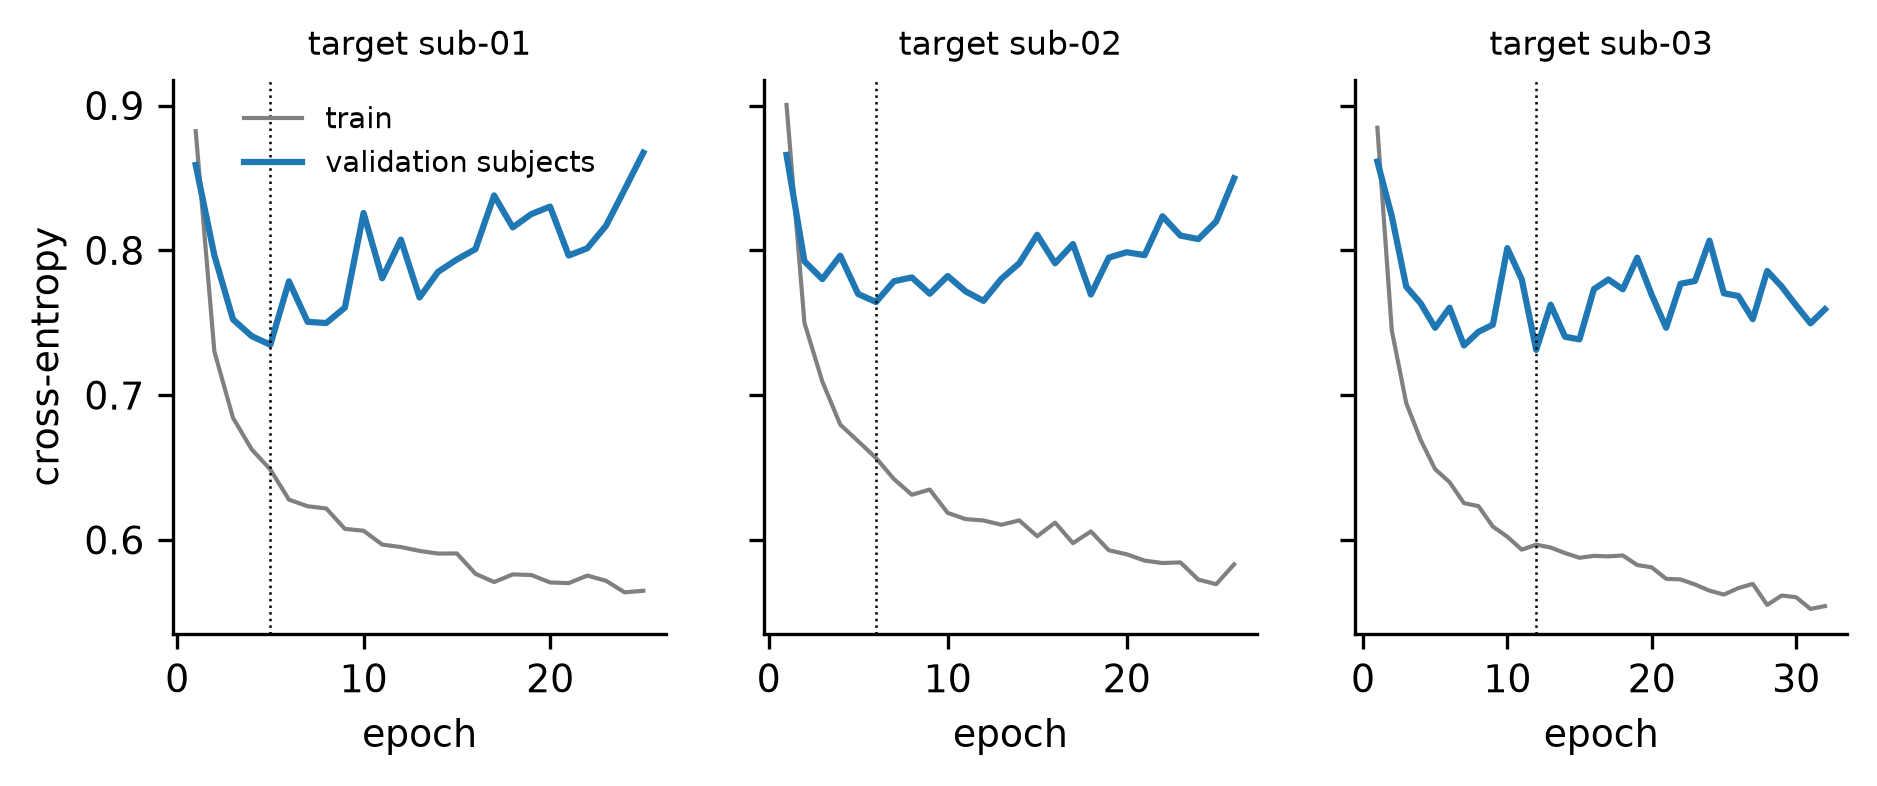 target sub-01
target sub-02
target sub-03
train
validation subjects
cross-entropy
0.9
0.8
0.7
0.6
0 10 20
0 10 20
0 10 20 30
epoch
epoch
epoch